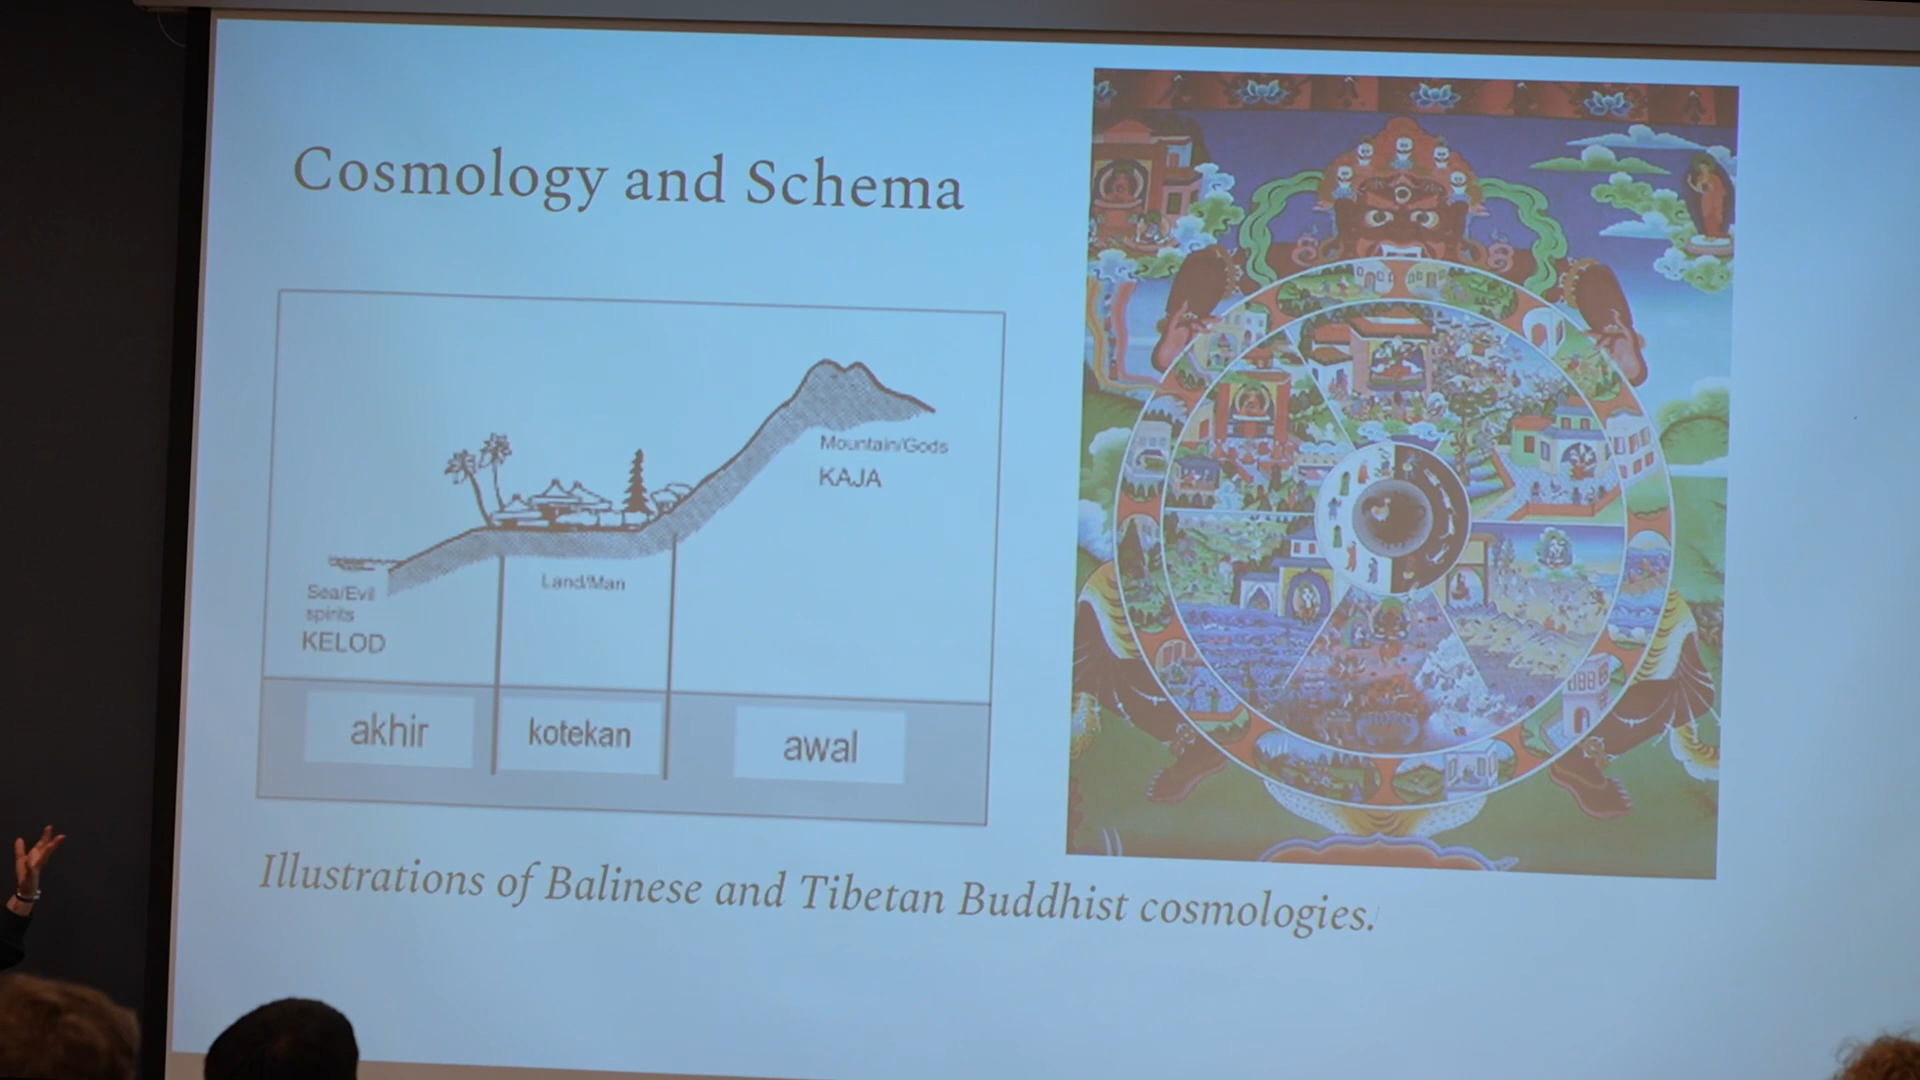 Cosmology and Schema
Mountain/Gods
KAJA
Land/Man
Sea/Evil
spirits
KELOD
akhir
kotekan
awal
Illustrations of Balinese and Tibetan Buddhist cosmologies.